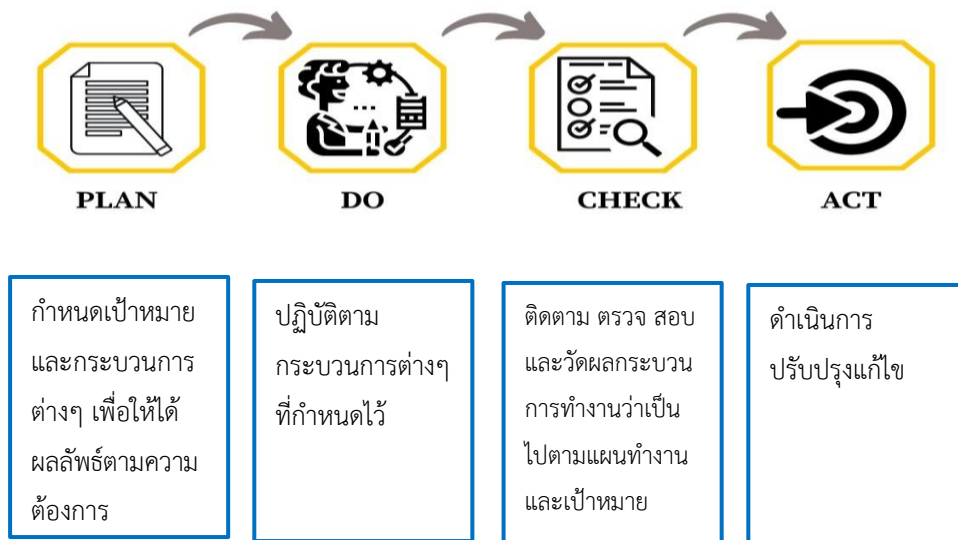 PLAN
DO
CHECK
ACT
กำหนดเป้าหมาย
และกระบวนการ
ต่างๆ เพื่อให้ได้
ผลลัพธ์ตามความ
ต้องการ
ปฏิบัติตาม
กระบวนการต่างๆ
ที่กำหนดไว้
ติดตาม ตรวจ สอบ
และวัดผลกระบวน
การทำงานว่าเป็น
ไปตามแผนทำงาน
และเป้าหมาย
ดำเนินการ
ปรับปรุงแก้ไข